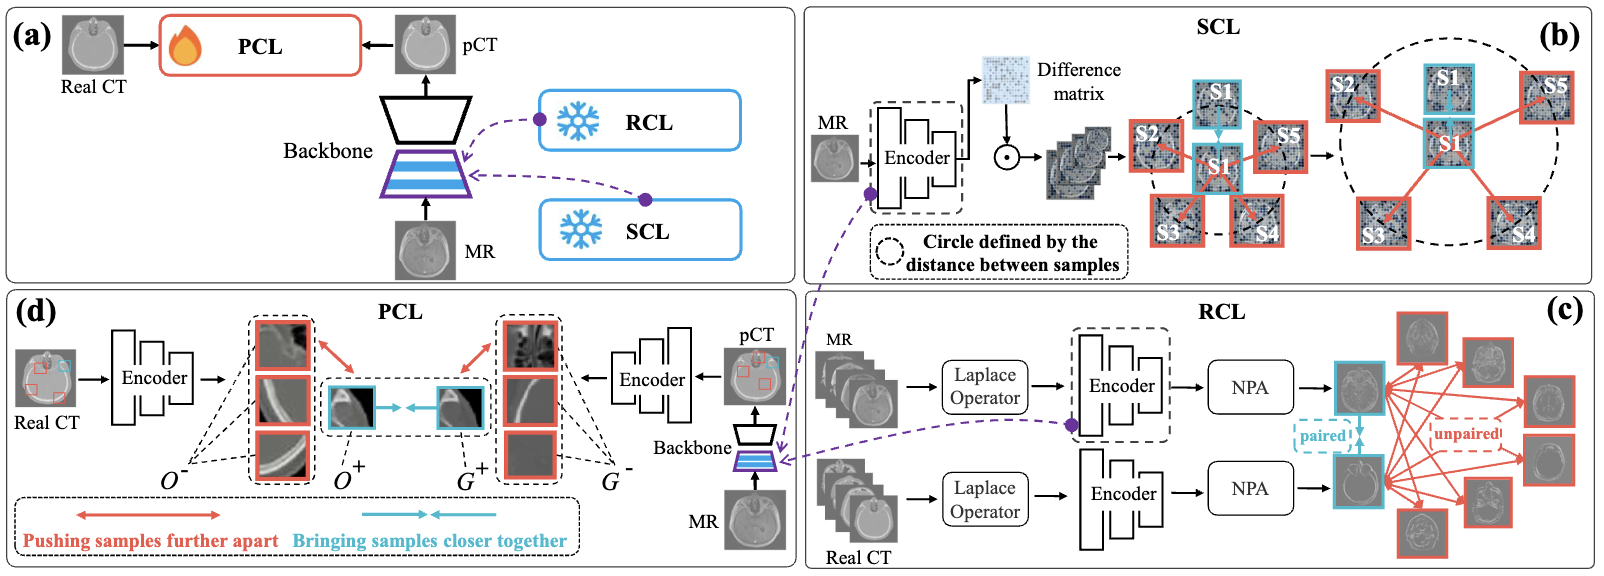 (a)
Real CT
PCL
pCT
Backbone
RCL
SCL
MR
SCL
(b)
MR
Encoder
Difference
matrix
S1
S2
S5
S1
S3
S4
S1
S2
S5
S1
S3
S4
Circle defined by the
distance between samples
(d)
PCL
Real CT
Encoder
O⁻
O⁺
G⁺
G⁻
Encoder
pCT
Backbone
MR
Pushing samples further apart
Bringing samples closer together
RCL
(c)
MR
Laplace
Operator
Encoder
NPA
paired
unpaired
Real CT
Laplace
Operator
Encoder
NPA